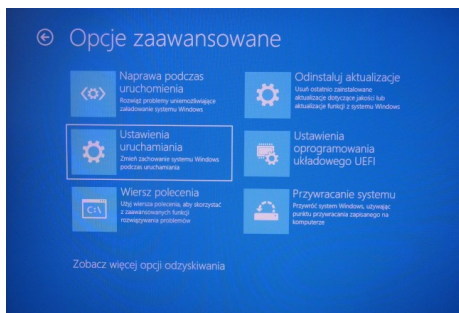 Opcje zaawansowane
Naprawa podczas
uruchomienia
Rozwiąż problemy uniemożliwiające
załadowanie systemu Windows
Ustawienia
uruchamiania
Zmień zachowanie systemu Windows
podczas uruchamiania
C:\
Wiersz polecenia
Użyj wiersza polecenia, aby skorzystać
z zaawansowanych funkcji
rozwiązywania problemów
Odinstaluj aktualizacje
Usuń ostatnio zainstalowane
aktualizacje dotyczące jakości lub
aktualizacje funkcji z systemu Windows
Ustawienia
oprogramowania
układowego UEFI
Przywracanie systemu
Przywróć system Windows, używając
punktu przywracania zapisanego na
komputerze
Zobacz więcej opcji odzyskiwania